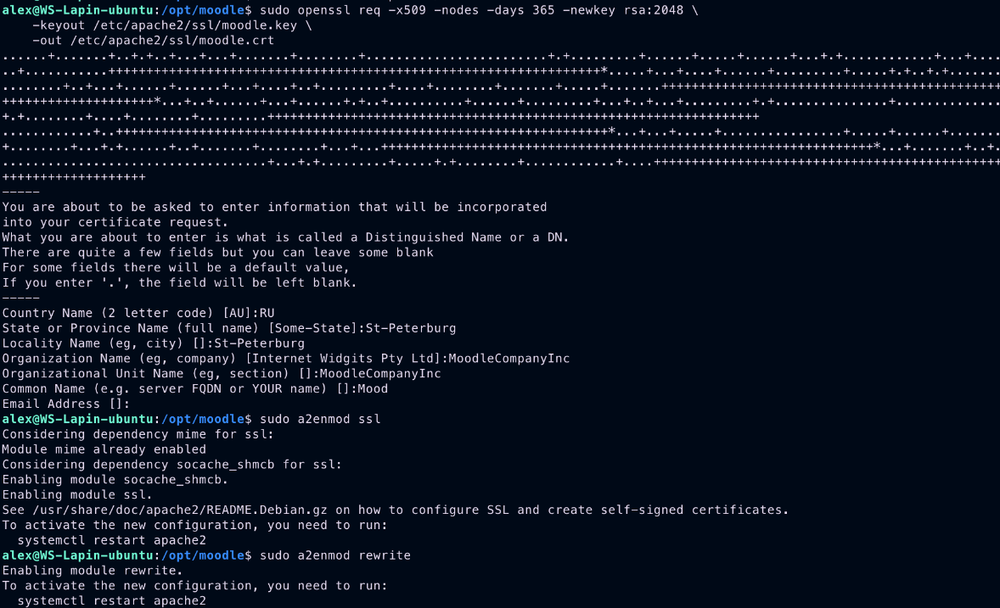 alex@WS-Lapin-ubuntu:/opt/moodle$ sudo openssl req -x509 -nodes -days 365 -newkey rsa:2048 \
    -keyout /etc/apache2/ssl/moodle.key \
    -out /etc/apache2/ssl/moodle.crt
-----
You are about to be asked to enter information that will be incorporated
into your certificate request.
What you are about to enter is what is called a Distinguished Name or a DN.
There are quite a few fields but you can leave some blank
For some fields there will be a default value,
If you enter '.', the field will be left blank.
-----
Country Name (2 letter code) [AU]:RU
State or Province Name (full name) [Some-State]:St-Peterburg
Locality Name (eg, city) []:St-Peterburg
Organization Name (eg, company) [Internet Widgits Pty Ltd]:MoodleCompanyInc
Organizational Unit Name (eg, section) []:MoodleCompanyInc
Common Name (e.g. server FQDN or YOUR name) []:Mood
Email Address []:
alex@WS-Lapin-ubuntu:/opt/moodle$ sudo a2enmod ssl
Considering dependency mime for ssl:
Module mime already enabled
Considering dependency socache_shmcb for ssl:
Enabling module socache_shmcb.
Enabling module ssl.
See /usr/share/doc/apache2/README.Debian.gz on how to configure SSL and create self-signed certificates.
To activate the new configuration, you need to run:
  systemctl restart apache2
alex@WS-Lapin-ubuntu:/opt/moodle$ sudo a2enmod rewrite
Enabling module rewrite.
To activate the new configuration, you need to run:
  systemctl restart apache2